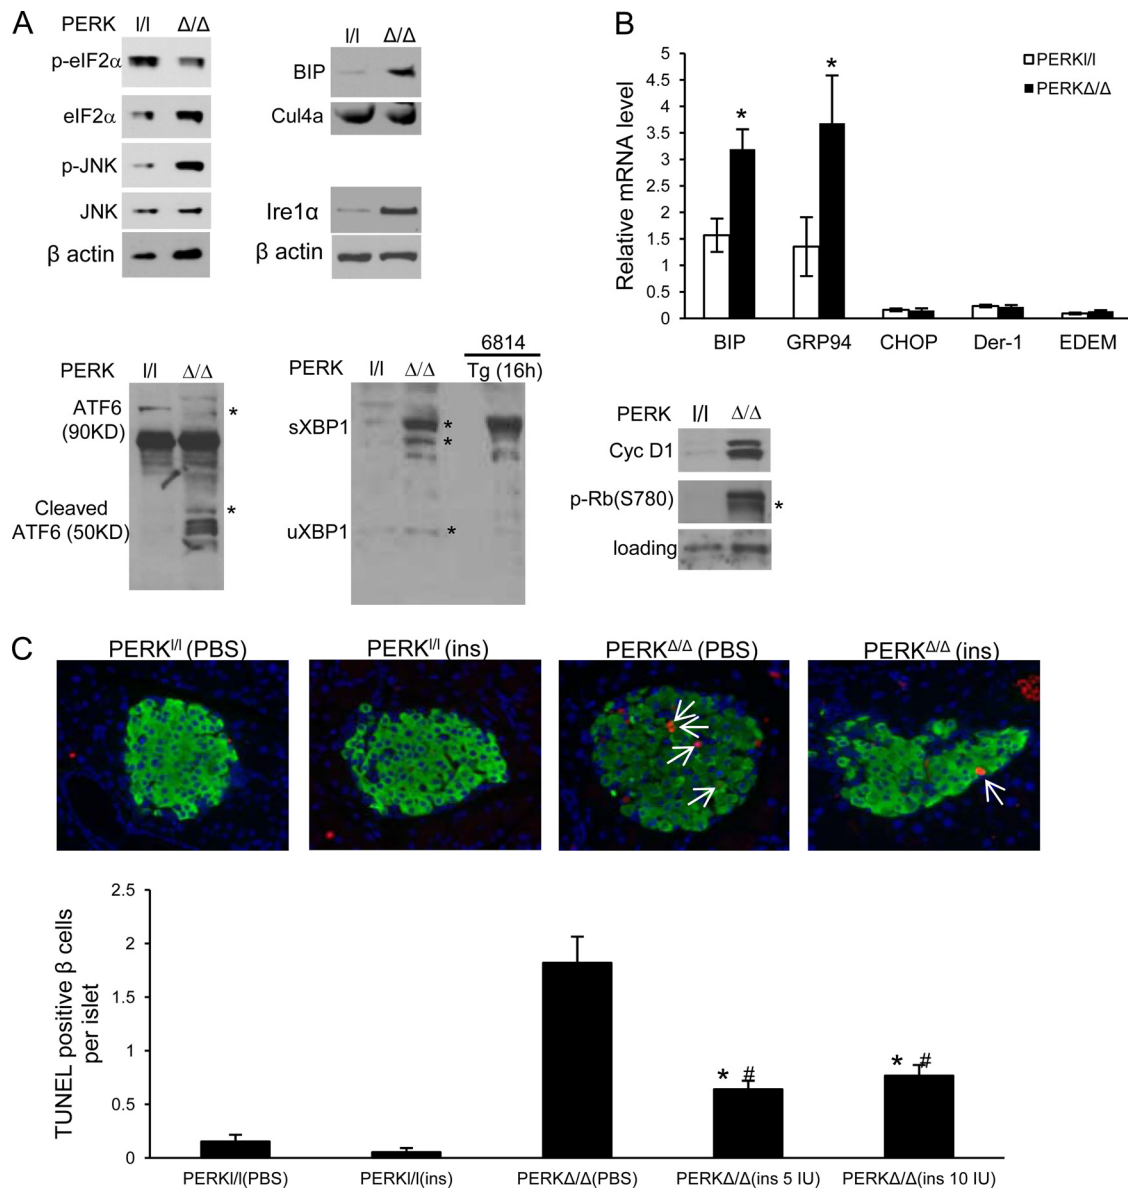 A
PERK l/l Δ/Δ
p-eIF2α
eIF2α
p-JNK
JNK
β actin
l/l Δ/Δ
BIP
Cul4a
Ire1α
β actin
B
5
4.5
4
3.5
3
2.5
2
1.5
1
0.5
0
Relative mRNA level
* *
PERKl/l
PERKΔ/Δ
BIP GRP94 CHOP Der-1 EDEM
PERK l/l Δ/Δ
ATF6
(90KD)
*
Cleaved
ATF6 (50KD)
*
6814
PERK l/l Δ/Δ Tg (16h)
sXBP1 *
*
uXBP1 *
PERK l/l Δ/Δ
Cyc D1
p-Rb(S780) *
loading
C
PERKl/l (PBS)
PERKl/l (ins)
PERKΔ/Δ (PBS)
PERKΔ/Δ (ins)
2.5
2
1.5
1
0.5
0
TUNEL positive β cells
per islet
* #
* #
PERKl/l(PBS) PERKl/l(ins) PERKΔ/Δ(PBS) PERKΔ/Δ(ins 5 IU) PERKΔ/Δ(ins 10 IU)